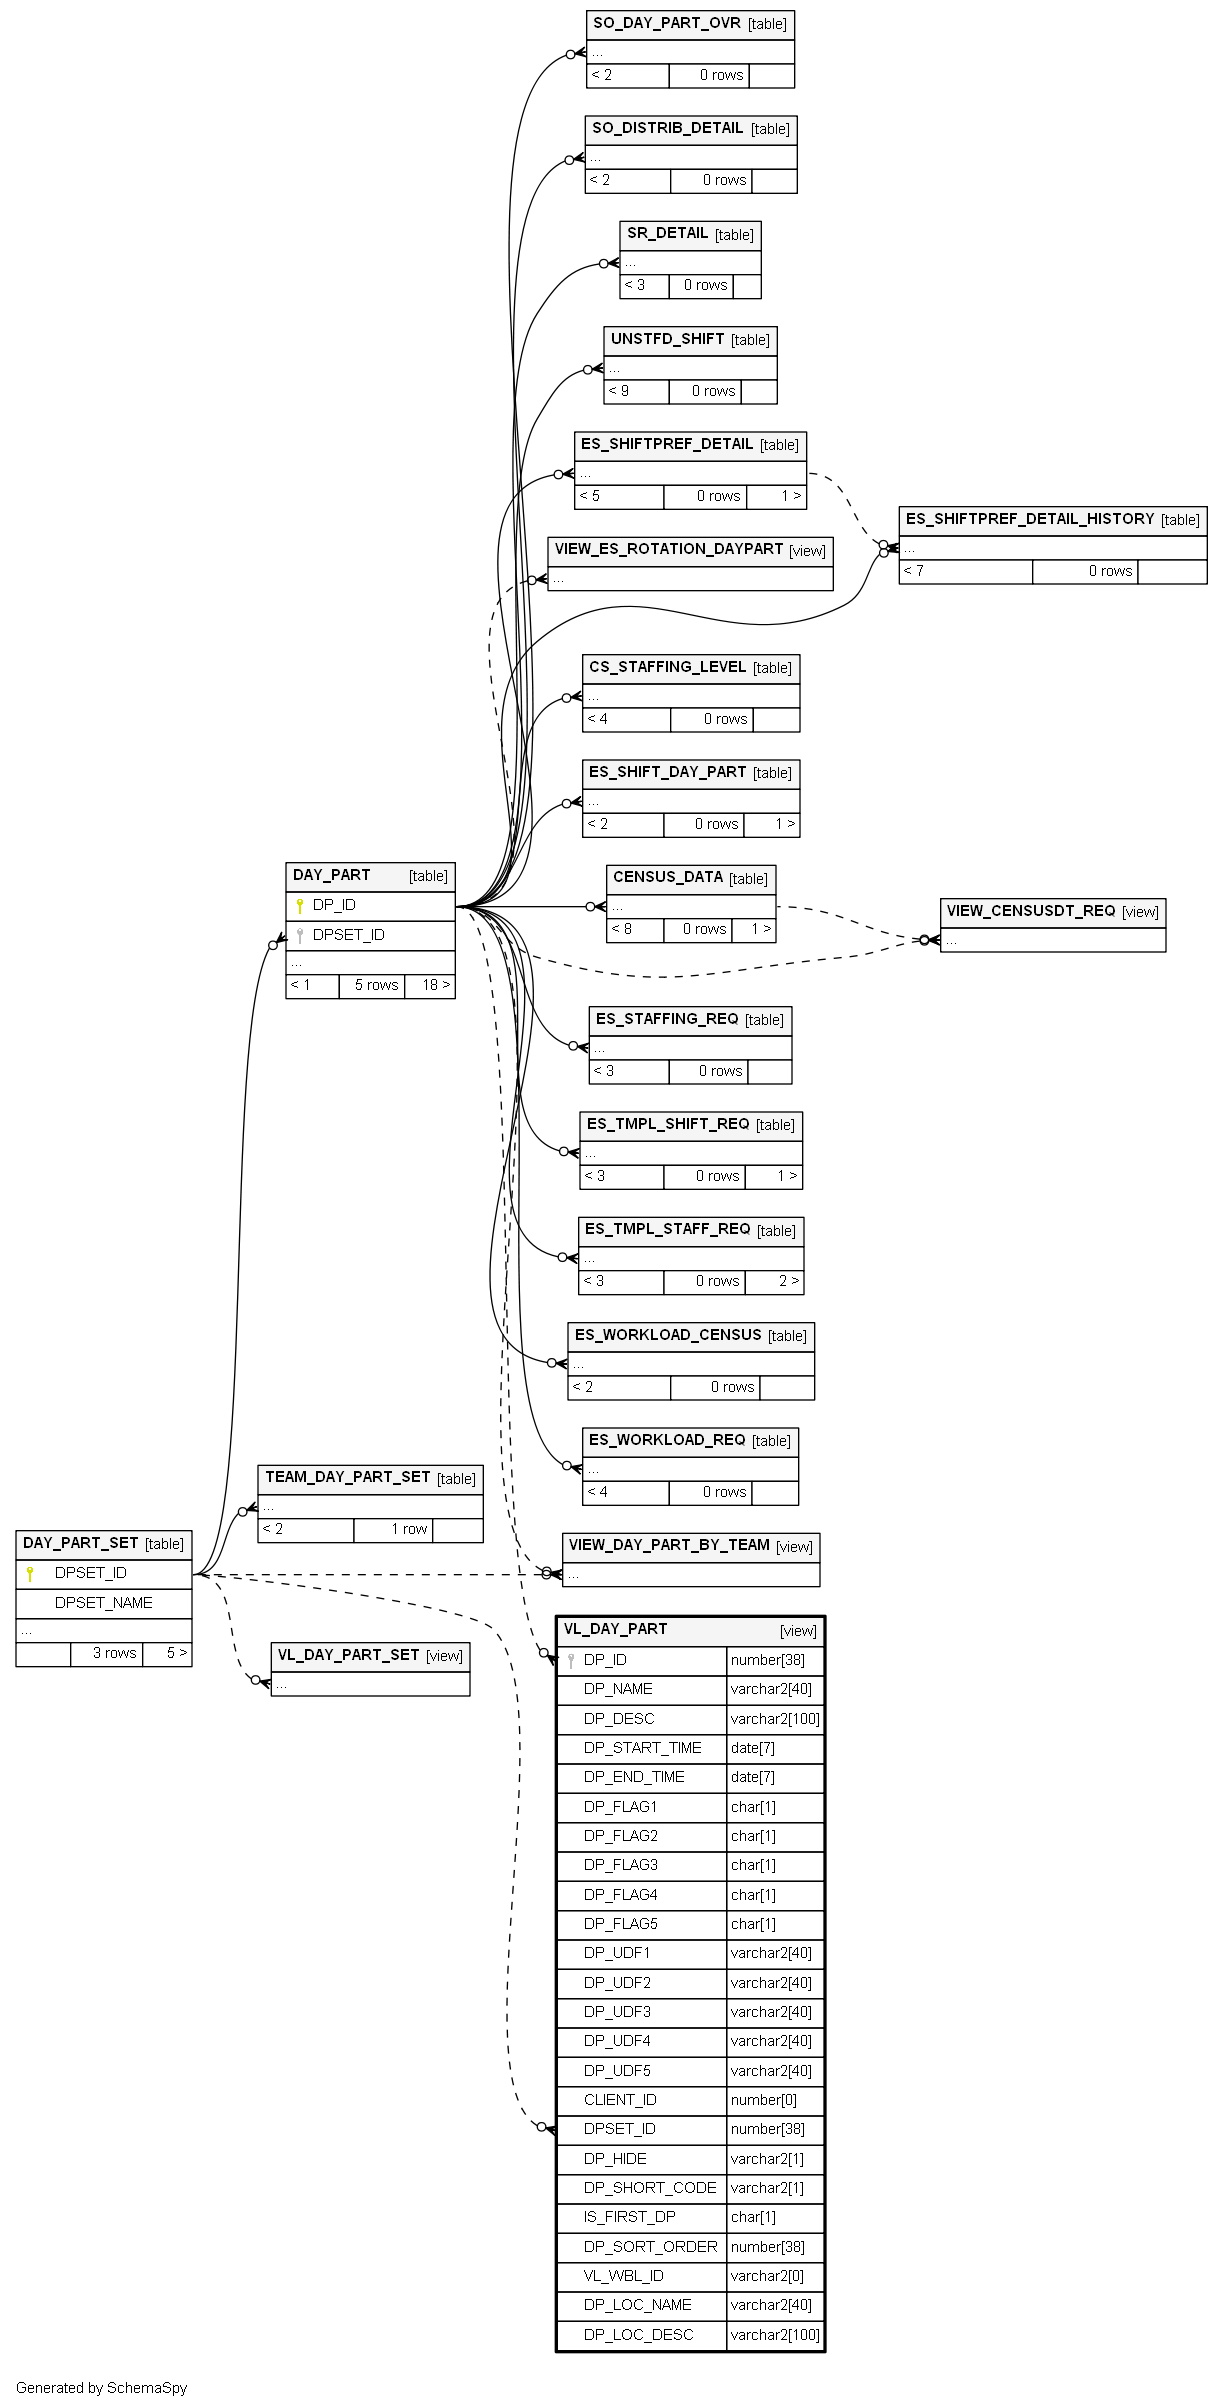 SO_DAY_PART_OVR [table]
...
< 2 0 rows
SO_DISTRIB_DETAIL [table]
...
< 2 0 rows
SR_DETAIL [table]
...
< 3 0 rows
UNSTFD_SHIFT [table]
...
< 9 0 rows
ES_SHIFTPREF_DETAIL [table]
...
< 5 0 rows 1 >
ES_SHIFTPREF_DETAIL_HISTORY [table]
...
< 7 0 rows
VIEW_ES_ROTATION_DAYPART [view]
...
CS_STAFFING_LEVEL [table]
...
< 4 0 rows
ES_SHIFT_DAY_PART [table]
...
< 2 0 rows 1 >
DAY_PART [table]
DP_ID
DPSET_ID
...
< 1 5 rows 18 >
CENSUS_DATA [table]
...
< 8 0 rows 1 >
VIEW_CENSUSDT_REQ [view]
...
ES_STAFFING_REQ [table]
...
< 3 0 rows
ES_TMPL_SHIFT_REQ [table]
...
< 3 0 rows 1 >
ES_TMPL_STAFF_REQ [table]
...
< 3 0 rows 2 >
ES_WORKLOAD_CENSUS [table]
...
< 2 0 rows
ES_WORKLOAD_REQ [table]
...
< 4 0 rows
TEAM_DAY_PART_SET [table]
...
< 2 1 row
DAY_PART_SET [table]
DPSET_ID
DPSET_NAME
...
3 rows 5 >
VIEW_DAY_PART_BY_TEAM [view]
...
VL_DAY_PART_SET [view]
...
VL_DAY_PART [view]
DP_ID number[38]
DP_NAME varchar2[40]
DP_DESC varchar2[100]
DP_START_TIME date[7]
DP_END_TIME date[7]
DP_FLAG1 char[1]
DP_FLAG2 char[1]
DP_FLAG3 char[1]
DP_FLAG4 char[1]
DP_FLAG5 char[1]
DP_UDF1 varchar2[40]
DP_UDF2 varchar2[40]
DP_UDF3 varchar2[40]
DP_UDF4 varchar2[40]
DP_UDF5 varchar2[40]
CLIENT_ID number[0]
DPSET_ID number[38]
DP_HIDE varchar2[1]
DP_SHORT_CODE varchar2[1]
IS_FIRST_DP char[1]
DP_SORT_ORDER number[38]
VL_WBL_ID varchar2[0]
DP_LOC_NAME varchar2[40]
DP_LOC_DESC varchar2[100]
Generated by SchemaSpy